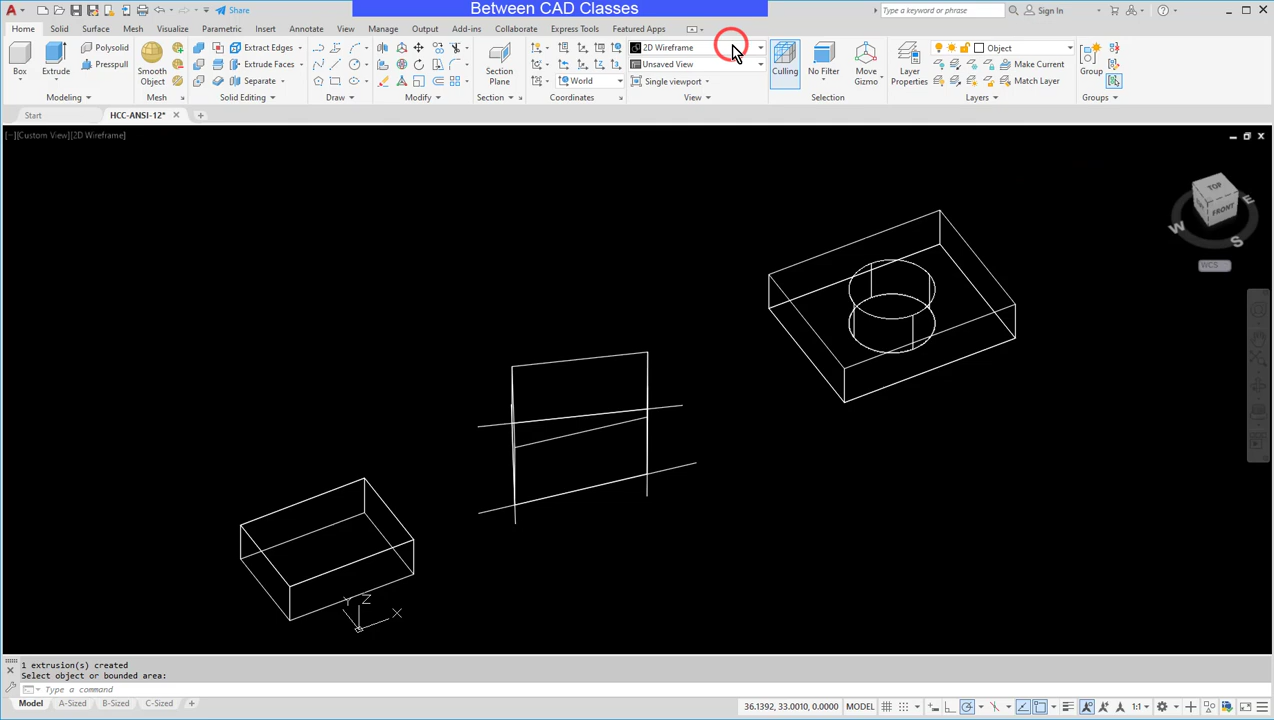 Between CAD Classes
Share
Type a keyword or phrase
Sign In
Home Solid Surface Mesh Visualize Parametric Insert Annotate View Manage Output Add-ins Collaborate Express Tools Featured Apps
Box
Extrude
Polysolid
Presspull
Modeling
Smooth Object
Mesh
Extract Edges
Extrude Faces
Separate
Solid Editing
Draw
Modify
Section Plane
Section
World
Coordinates
2D Wireframe
Unsaved View
Single viewport
View
Culling
No Filter
Move Gizmo
Selection
Layer Properties
Object
Make Current
Match Layer
Layers
Group
Groups
Start
HCC-ANSI-12*
[−][Custom View][2D Wireframe]
TOP
FRONT
W
S
E
WCS
Y Z
X
1 extrusion(s) created
Select object or bounded area:
Type a command
Model A-Sized B-Sized C-Sized
36.1392, 33.0010, 0.0000 MODEL
1:1